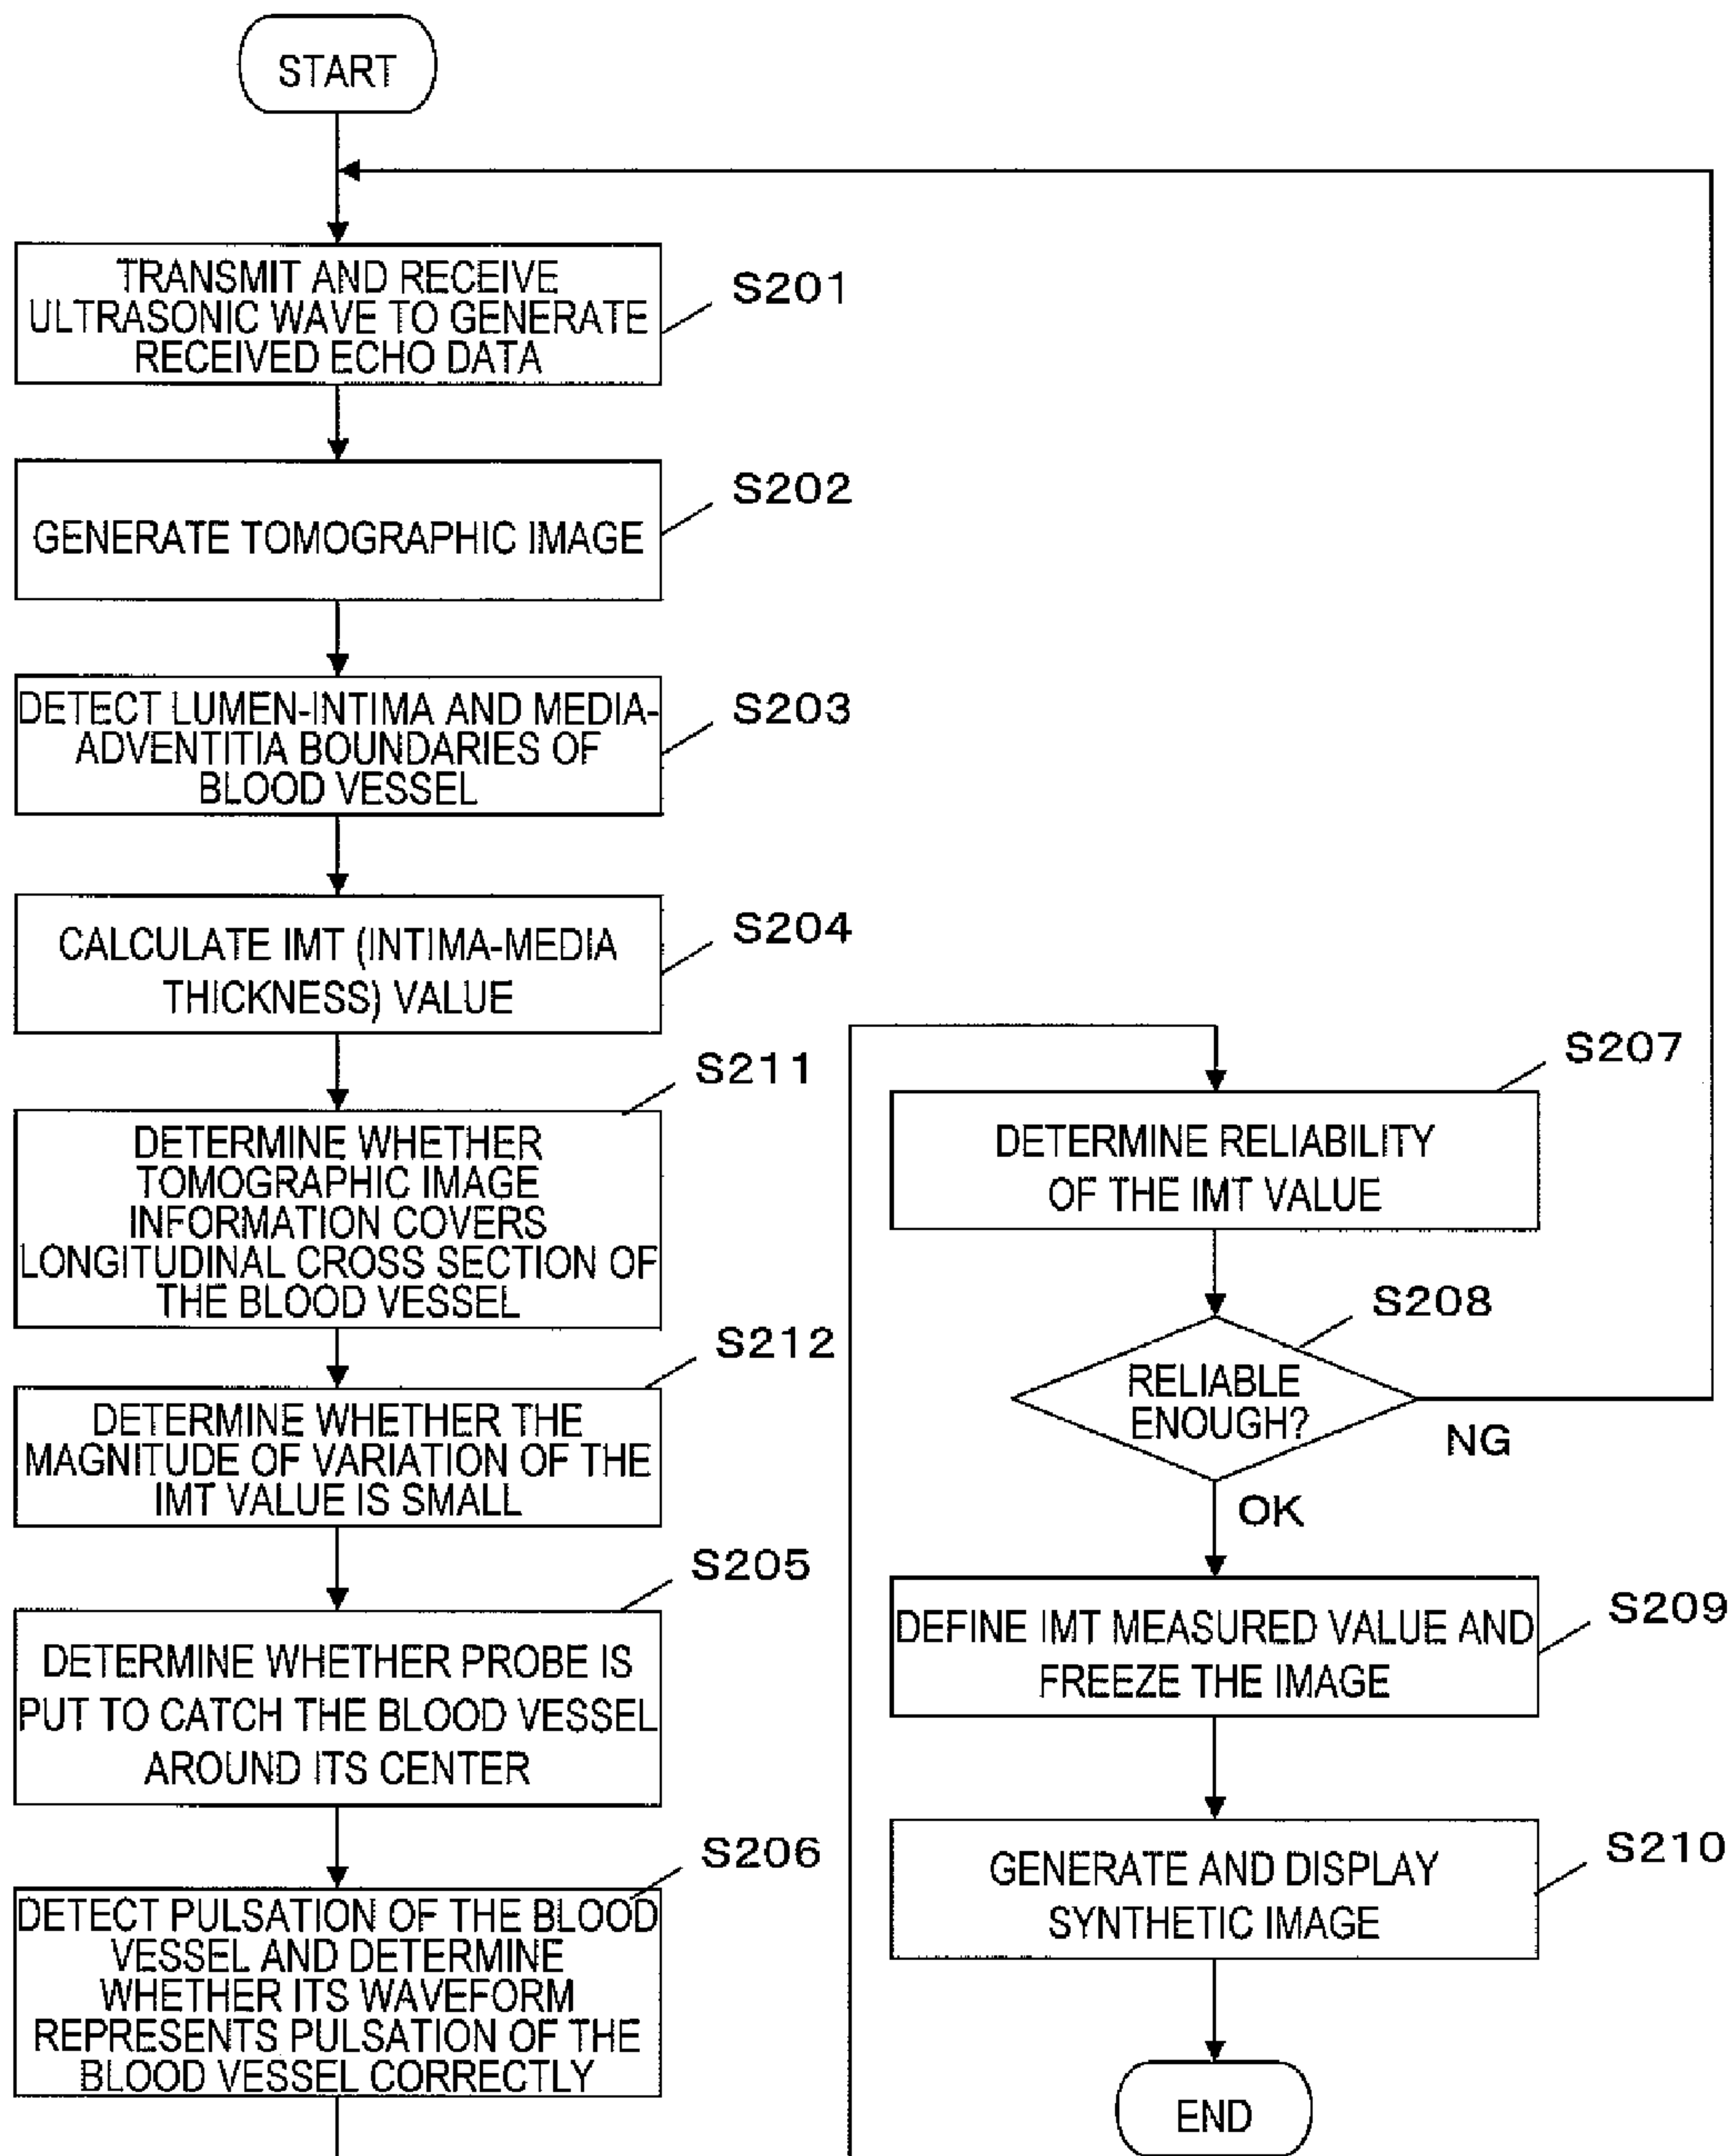 START
TRANSMIT AND RECEIVE
ULTRASONIC WAVE TO GENERATE
RECEIVED ECHO DATA
S201
GENERATE TOMOGRAPHIC IMAGE
S202
DETECT LUMEN-INTIMA AND MEDIA-
ADVENTITIA BOUNDARIES OF
BLOOD VESSEL
S203
CALCULATE IMT (INTIMA-MEDIA
THICKNESS) VALUE
S204
DETERMINE WHETHER
TOMOGRAPHIC IMAGE
INFORMATION COVERS
LONGITUDINAL CROSS SECTION OF
THE BLOOD VESSEL
S211
DETERMINE WHETHER THE
MAGNITUDE OF VARIATION OF THE
IMT VALUE IS SMALL
S212
DETERMINE WHETHER PROBE IS
PUT TO CATCH THE BLOOD VESSEL
AROUND ITS CENTER
S205
DETECT PULSATION OF THE BLOOD
VESSEL AND DETERMINE
WHETHER ITS WAVEFORM
REPRESENTS PULSATION OF THE
BLOOD VESSEL CORRECTLY
S206
DETERMINE RELIABILITY
OF THE IMT VALUE
S207
RELIABLE
ENOUGH?
S208
NG
OK
DEFINE IMT MEASURED VALUE AND
FREEZE THE IMAGE
S209
GENERATE AND DISPLAY
SYNTHETIC IMAGE
S210
END